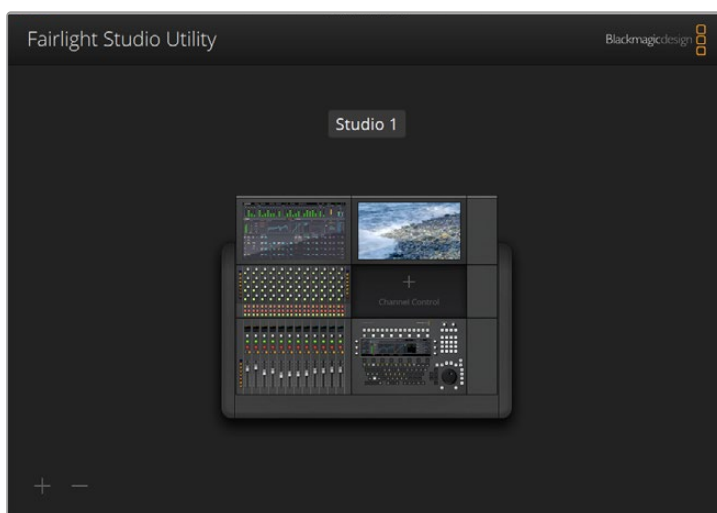 Fairlight Studio Utility
Blackmagicdesign
Studio 1
+
Channel Control
+ −